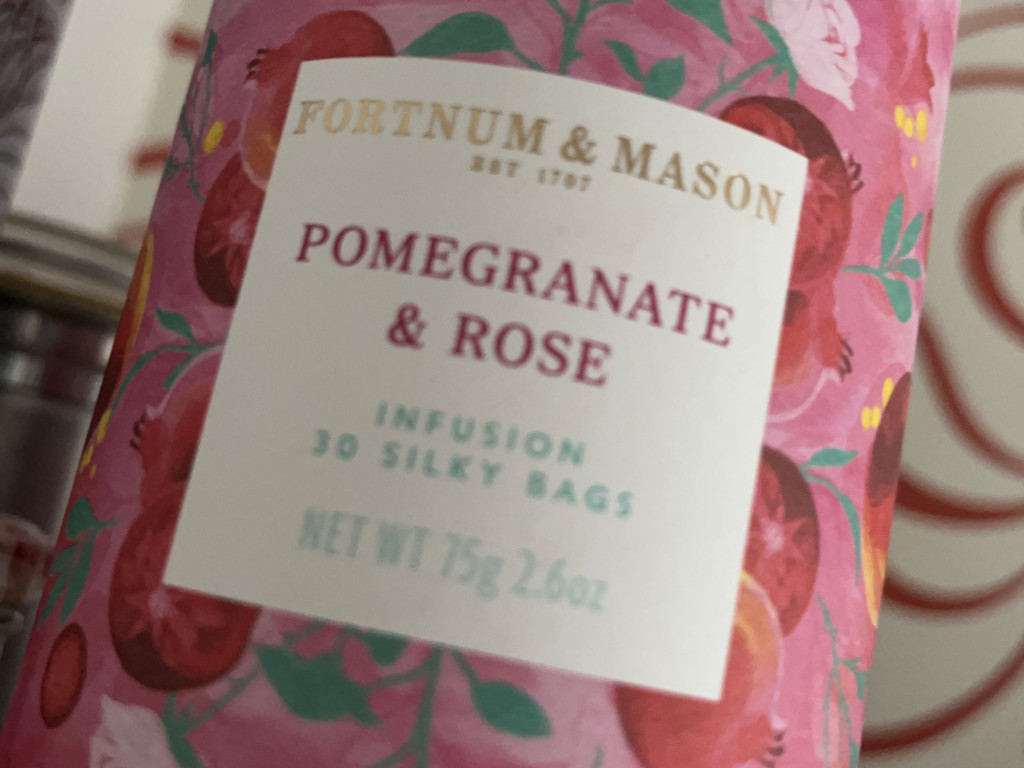 FORTNUM & MASON
EST 1707
POMEGRANATE
& ROSE
INFUSION
30 SILKY BAGS
NET WT 75g 2.6oz